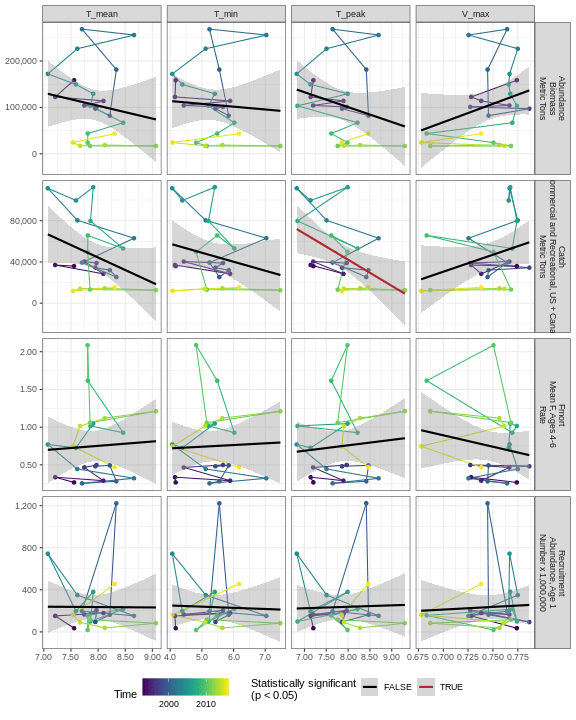 T_mean
T_min
T_peak
V_max
200,000
100,000
0
Abundance
Biomass
Metric Tons
80,000
40,000
0
Catch
ommercial and Recreational, US + Cana
Metric Tons
2.00
1.50
1.00
0.50
Fmort
Mean F, Ages 4-6
Rate
1,200
800
400
0
Recruitment
Abundance, Age 1
Number x 1,000,000
7.00 7.50 8.00 8.50 9.00
4.0 5.0 6.0 7.0
7.00 7.50 8.00 8.50 9.00
0.675 0.700 0.725 0.750 0.775
Time
2000 2010
Statistically significant
(p < 0.05)
FALSE
TRUE